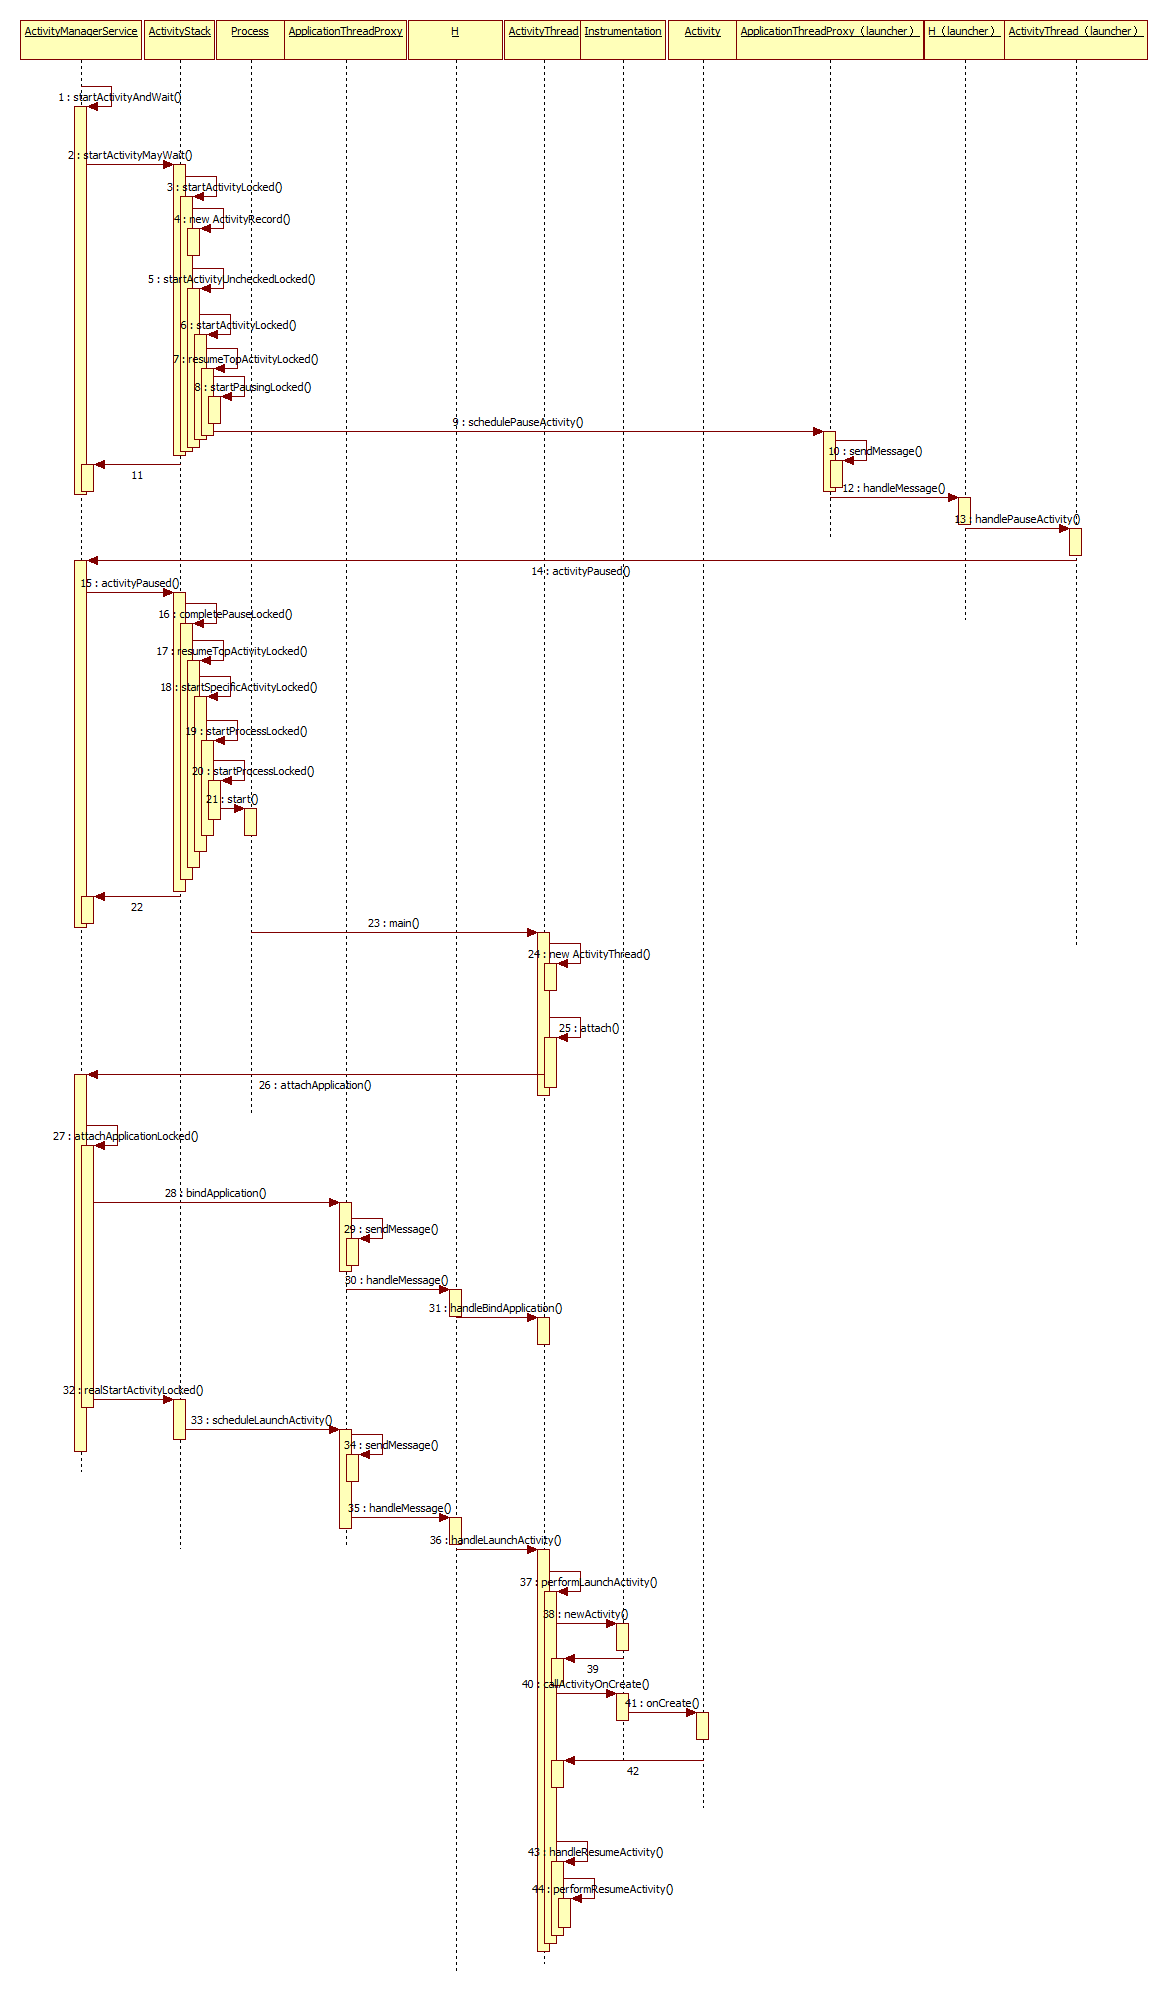 ActivityManagerService
ActivityStack
Process
ApplicationThreadProxy
H
ActivityThread
Instrumentation
Activity
ApplicationThreadProxy（launcher）
H（launcher）
ActivityThread（launcher）
1 : startActivityAndWait()
2 : startActivityMayWait()
3 : startActivityLocked()
4 : new ActivityRecord()
5 : startActivityUncheckedLocked()
6 : startActivityLocked()
7 : resumeTopActivityLocked()
8 : startPausingLocked()
9 : schedulePauseActivity()
10 : sendMessage()
11
12 : handleMessage()
13 : handlePauseActivity()
14 : activityPaused()
15 : activityPaused()
16 : completePauseLocked()
17 : resumeTopActivityLocked()
18 : startSpecificActivityLocked()
19 : startProcessLocked()
20 : startProcessLocked()
21 : start()
22
23 : main()
24 : new ActivityThread()
25 : attach()
26 : attachApplication()
27 : attachApplicationLocked()
28 : bindApplication()
29 : sendMessage()
30 : handleMessage()
31 : handleBindApplication()
32 : realStartActivityLocked()
33 : scheduleLaunchActivity()
34 : sendMessage()
35 : handleMessage()
36 : handleLaunchActivity()
37 : performLaunchActivity()
38 : newActivity()
39
40 : callActivityOnCreate()
41 : onCreate()
42
43 : handleResumeActivity()
44 : performResumeActivity()